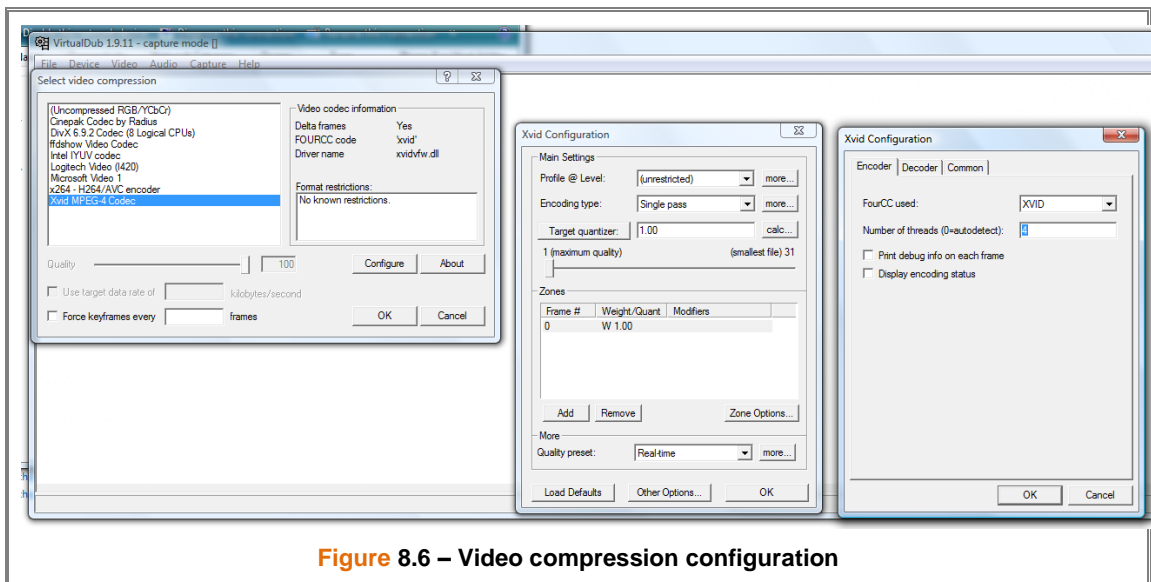 VirtualDub 1.9.11 - capture mode []
File Device Video Audio Capture Help
Select video compression
(Uncompressed RGB/YCbCr)
Cinepak Codec by Radius
DivX 6.9.2 Codec (8 Logical CPUs)
ffdshow Video Codec
Intel IYUV codec
Logitech Video (I420)
Microsoft Video 1
x264 - H264/AVC encoder
Xvid MPEG-4 Codec
Video codec information
Delta frames Yes
FOURCC code 'xvid'
Driver name xvidvfw.dll
Format restrictions:
No known restrictions.
Quality 100 Configure About
Use target data rate of kilobytes/second
Force keyframes every frames OK Cancel
Xvid Configuration
Main Settings
Profile @ Level: (unrestricted) more...
Encoding type: Single pass more...
Target quantizer: 1.00 calc...
1 (maximum quality) (smallest file) 31
Zones
Frame # Weight/Quant Modifiers
0 W 1.00
Add Remove Zone Options...
More
Quality preset: Real-time more...
Load Defaults Other Options... OK
Xvid Configuration
Encoder Decoder Common
FourCC used: XVID
Number of threads (0=autodetect): 4
Print debug info on each frame
Display encoding status
OK Cancel
Figure 8.6 – Video compression configuration